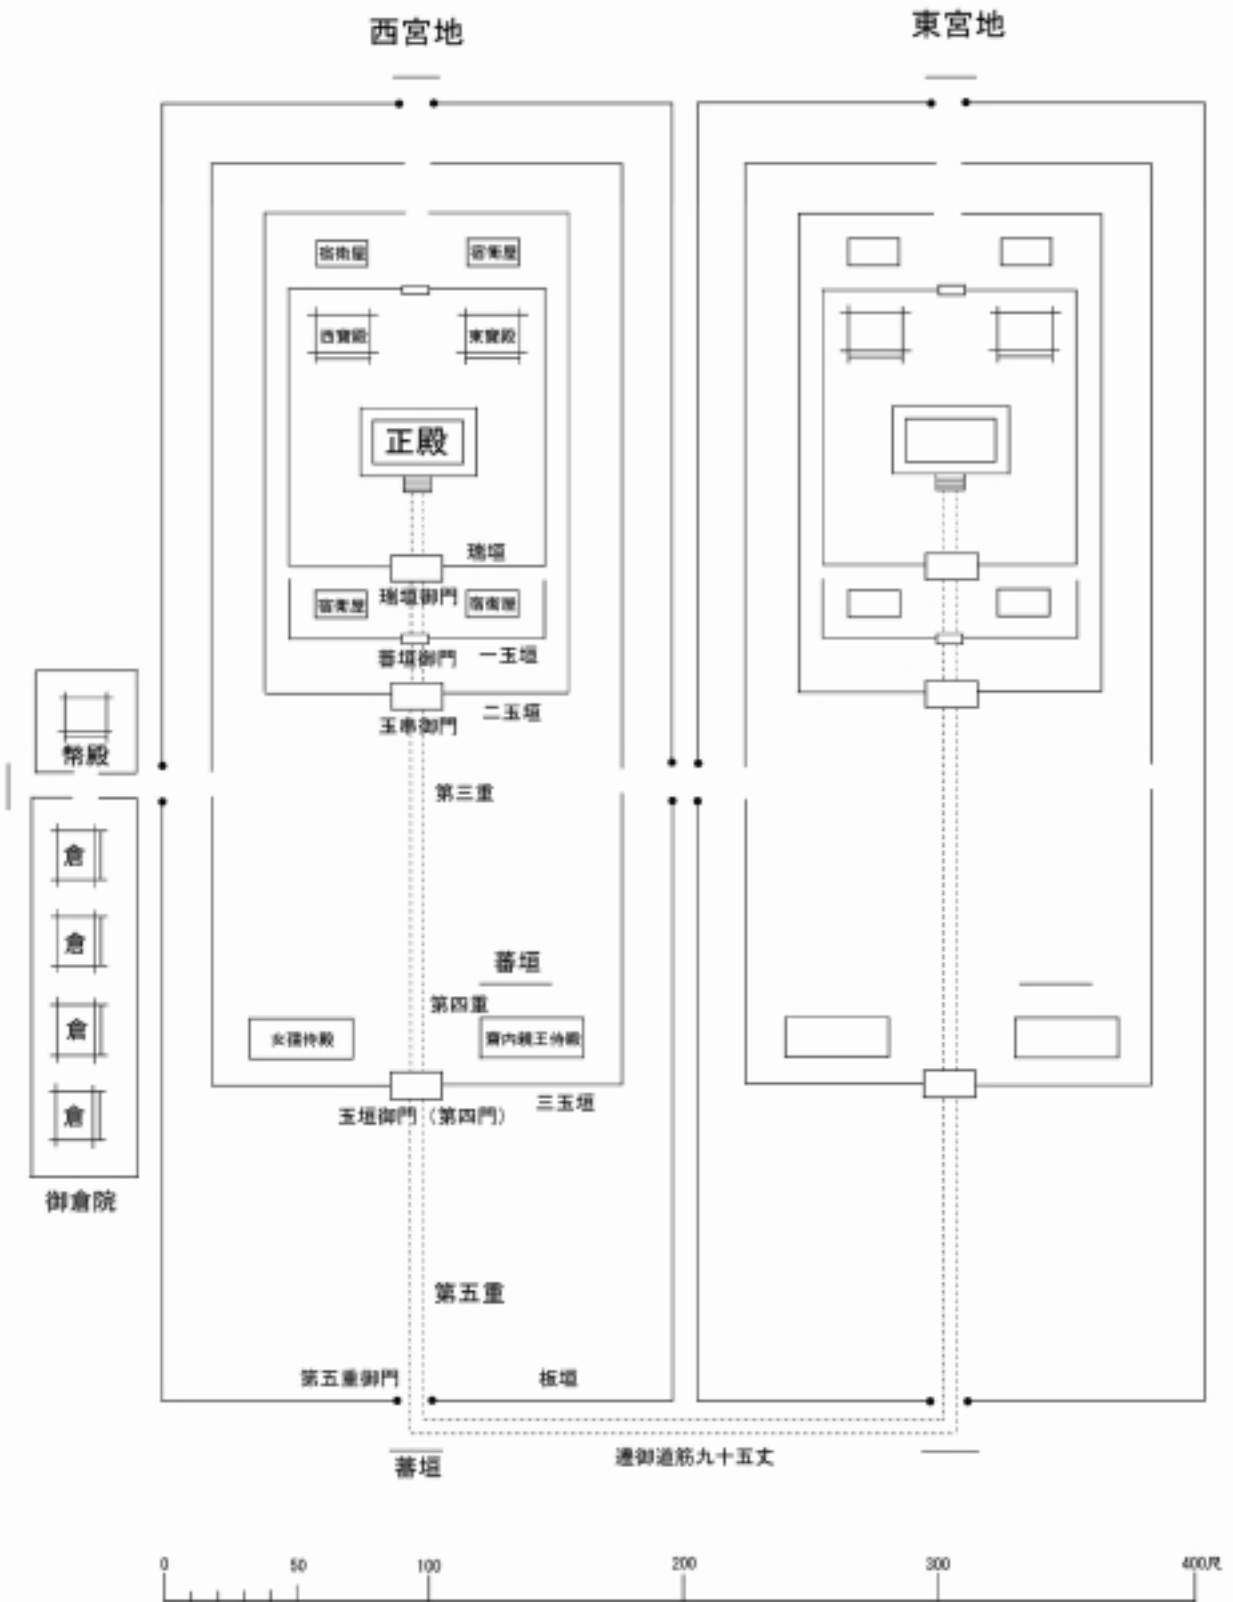 西宮地
東宮地
宿衛屋
宿衛屋
西寶殿
東寶殿
正殿
瑞垣
瑞垣御門
宿衛屋
宿衛屋
蕃垣御門
一玉垣
二玉垣
玉串御門
幣殿
第三重
倉
倉
倉
倉
御倉院
蕃垣
第四重
女孺侍殿
齋内親王侍殿
玉垣御門（第四門）
三玉垣
第五重
第五重御門
板垣
蕃垣
遷御道筋九十五丈
0 50 100 200 300 400尺